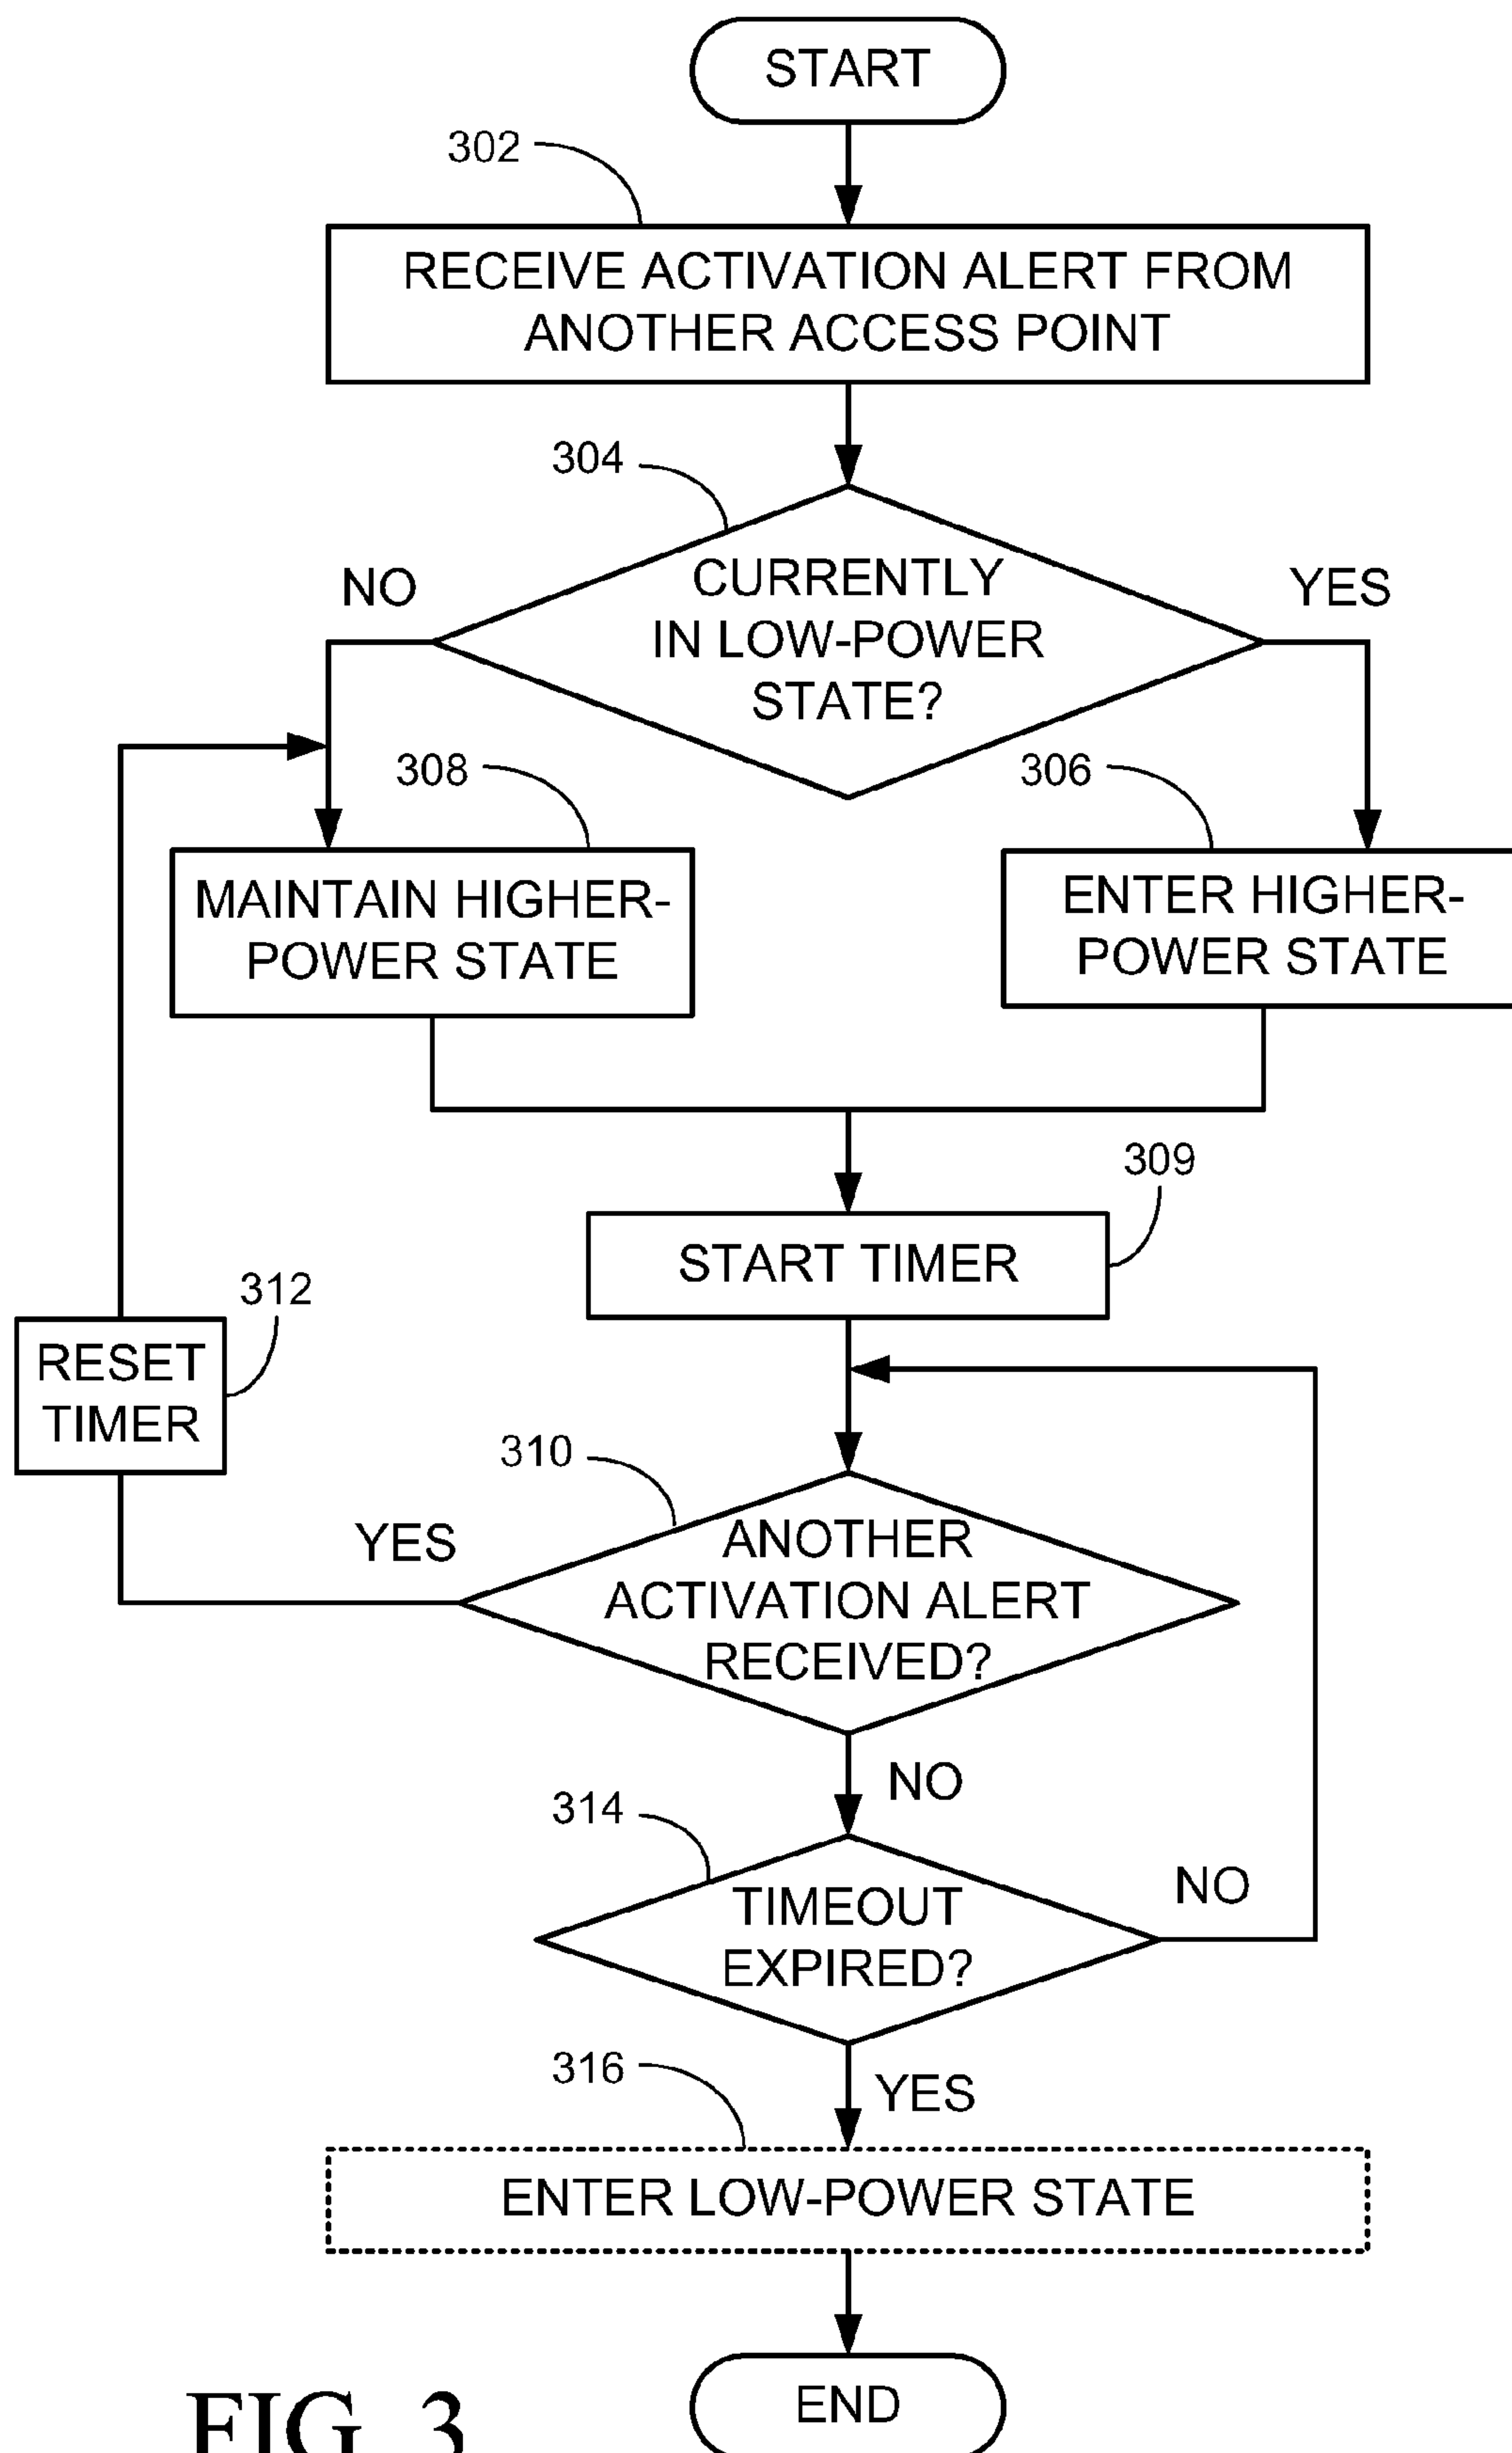 START
302
RECEIVE ACTIVATION ALERT FROM
ANOTHER ACCESS POINT
304
CURRENTLY
IN LOW-POWER
STATE?
NO
YES
308
MAINTAIN HIGHER-
POWER STATE
306
ENTER HIGHER-
POWER STATE
309
START TIMER
312
RESET
TIMER
310
ANOTHER
ACTIVATION ALERT
RECEIVED?
YES
NO
314
TIMEOUT
EXPIRED?
NO
YES
316
ENTER LOW-POWER STATE
END
FIG. 3